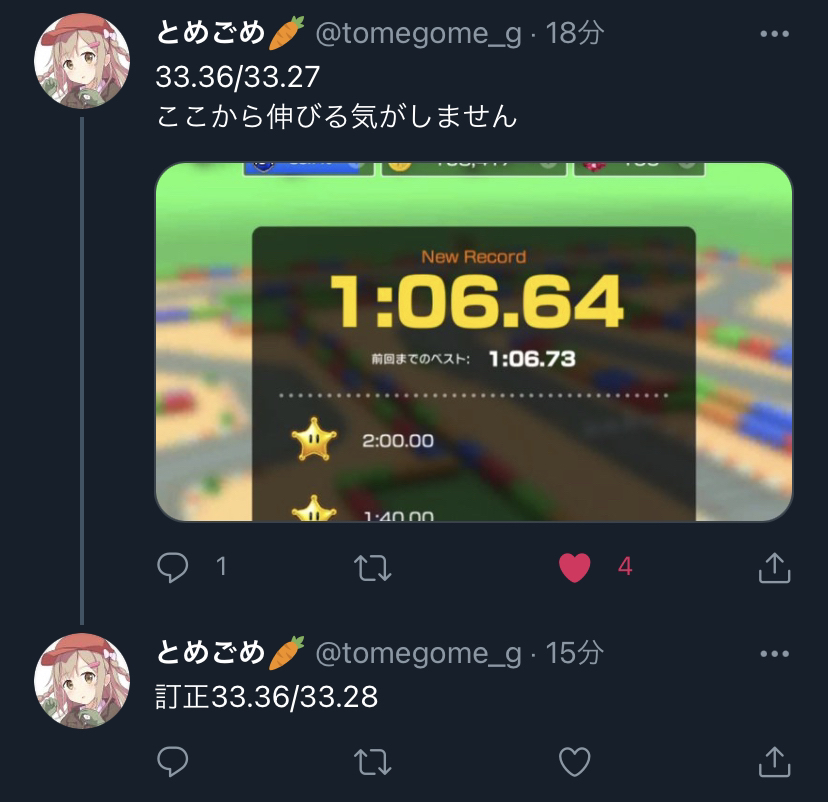 とめごめ🥕 @tomegome_g · 18分
33.36/33.27
ここから伸びる気がしません
New Record
1:06.64
前回までのベスト: 1:06.73
2:00.00
1:40.00
1
4
とめごめ🥕 @tomegome_g · 15分
訂正33.36/33.28